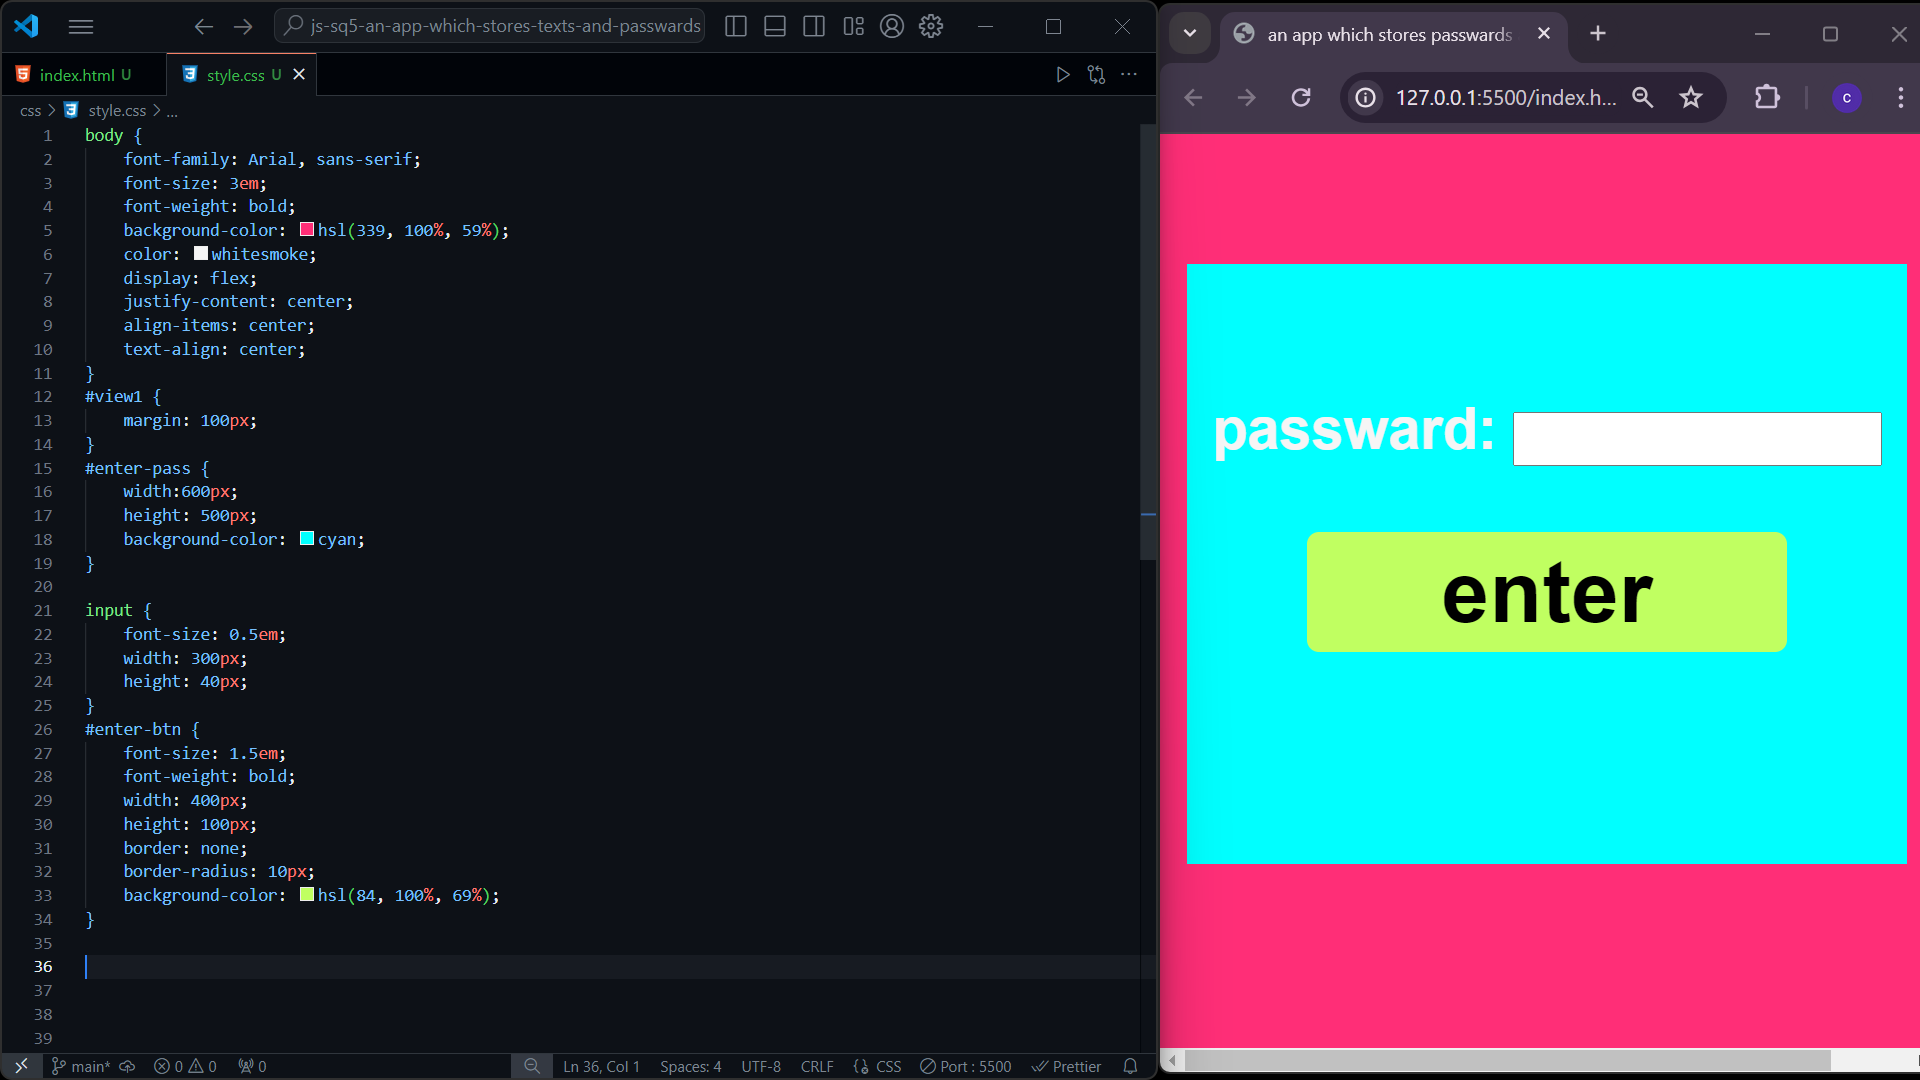 js-sq5-an-app-which-stores-texts-and-passwards
index.html U
style.css U
css > style.css > ...
1 body {
2 font-family: Arial, sans-serif;
3 font-size: 3em;
4 font-weight: bold;
5 background-color: hsl(339, 100%, 59%);
6 color: whitesmoke;
7 display: flex;
8 justify-content: center;
9 align-items: center;
10 text-align: center;
11 }
12 #view1 {
13 margin: 100px;
14 }
15 #enter-pass {
16 width:600px;
17 height: 500px;
18 background-color: cyan;
19 }
20
21 input {
22 font-size: 0.5em;
23 width: 300px;
24 height: 40px;
25 }
26 #enter-btn {
27 font-size: 1.5em;
28 font-weight: bold;
29 width: 400px;
30 height: 100px;
31 border: none;
32 border-radius: 10px;
33 background-color: hsl(84, 100%, 69%);
34 }
35
36
37
38
39
main* 0 0 0 Ln 36, Col 1 Spaces: 4 UTF-8 CRLF CSS Port : 5500 Prettier
an app which stores passwards
127.0.0.1:5500/index.h...
c
passward:
enter